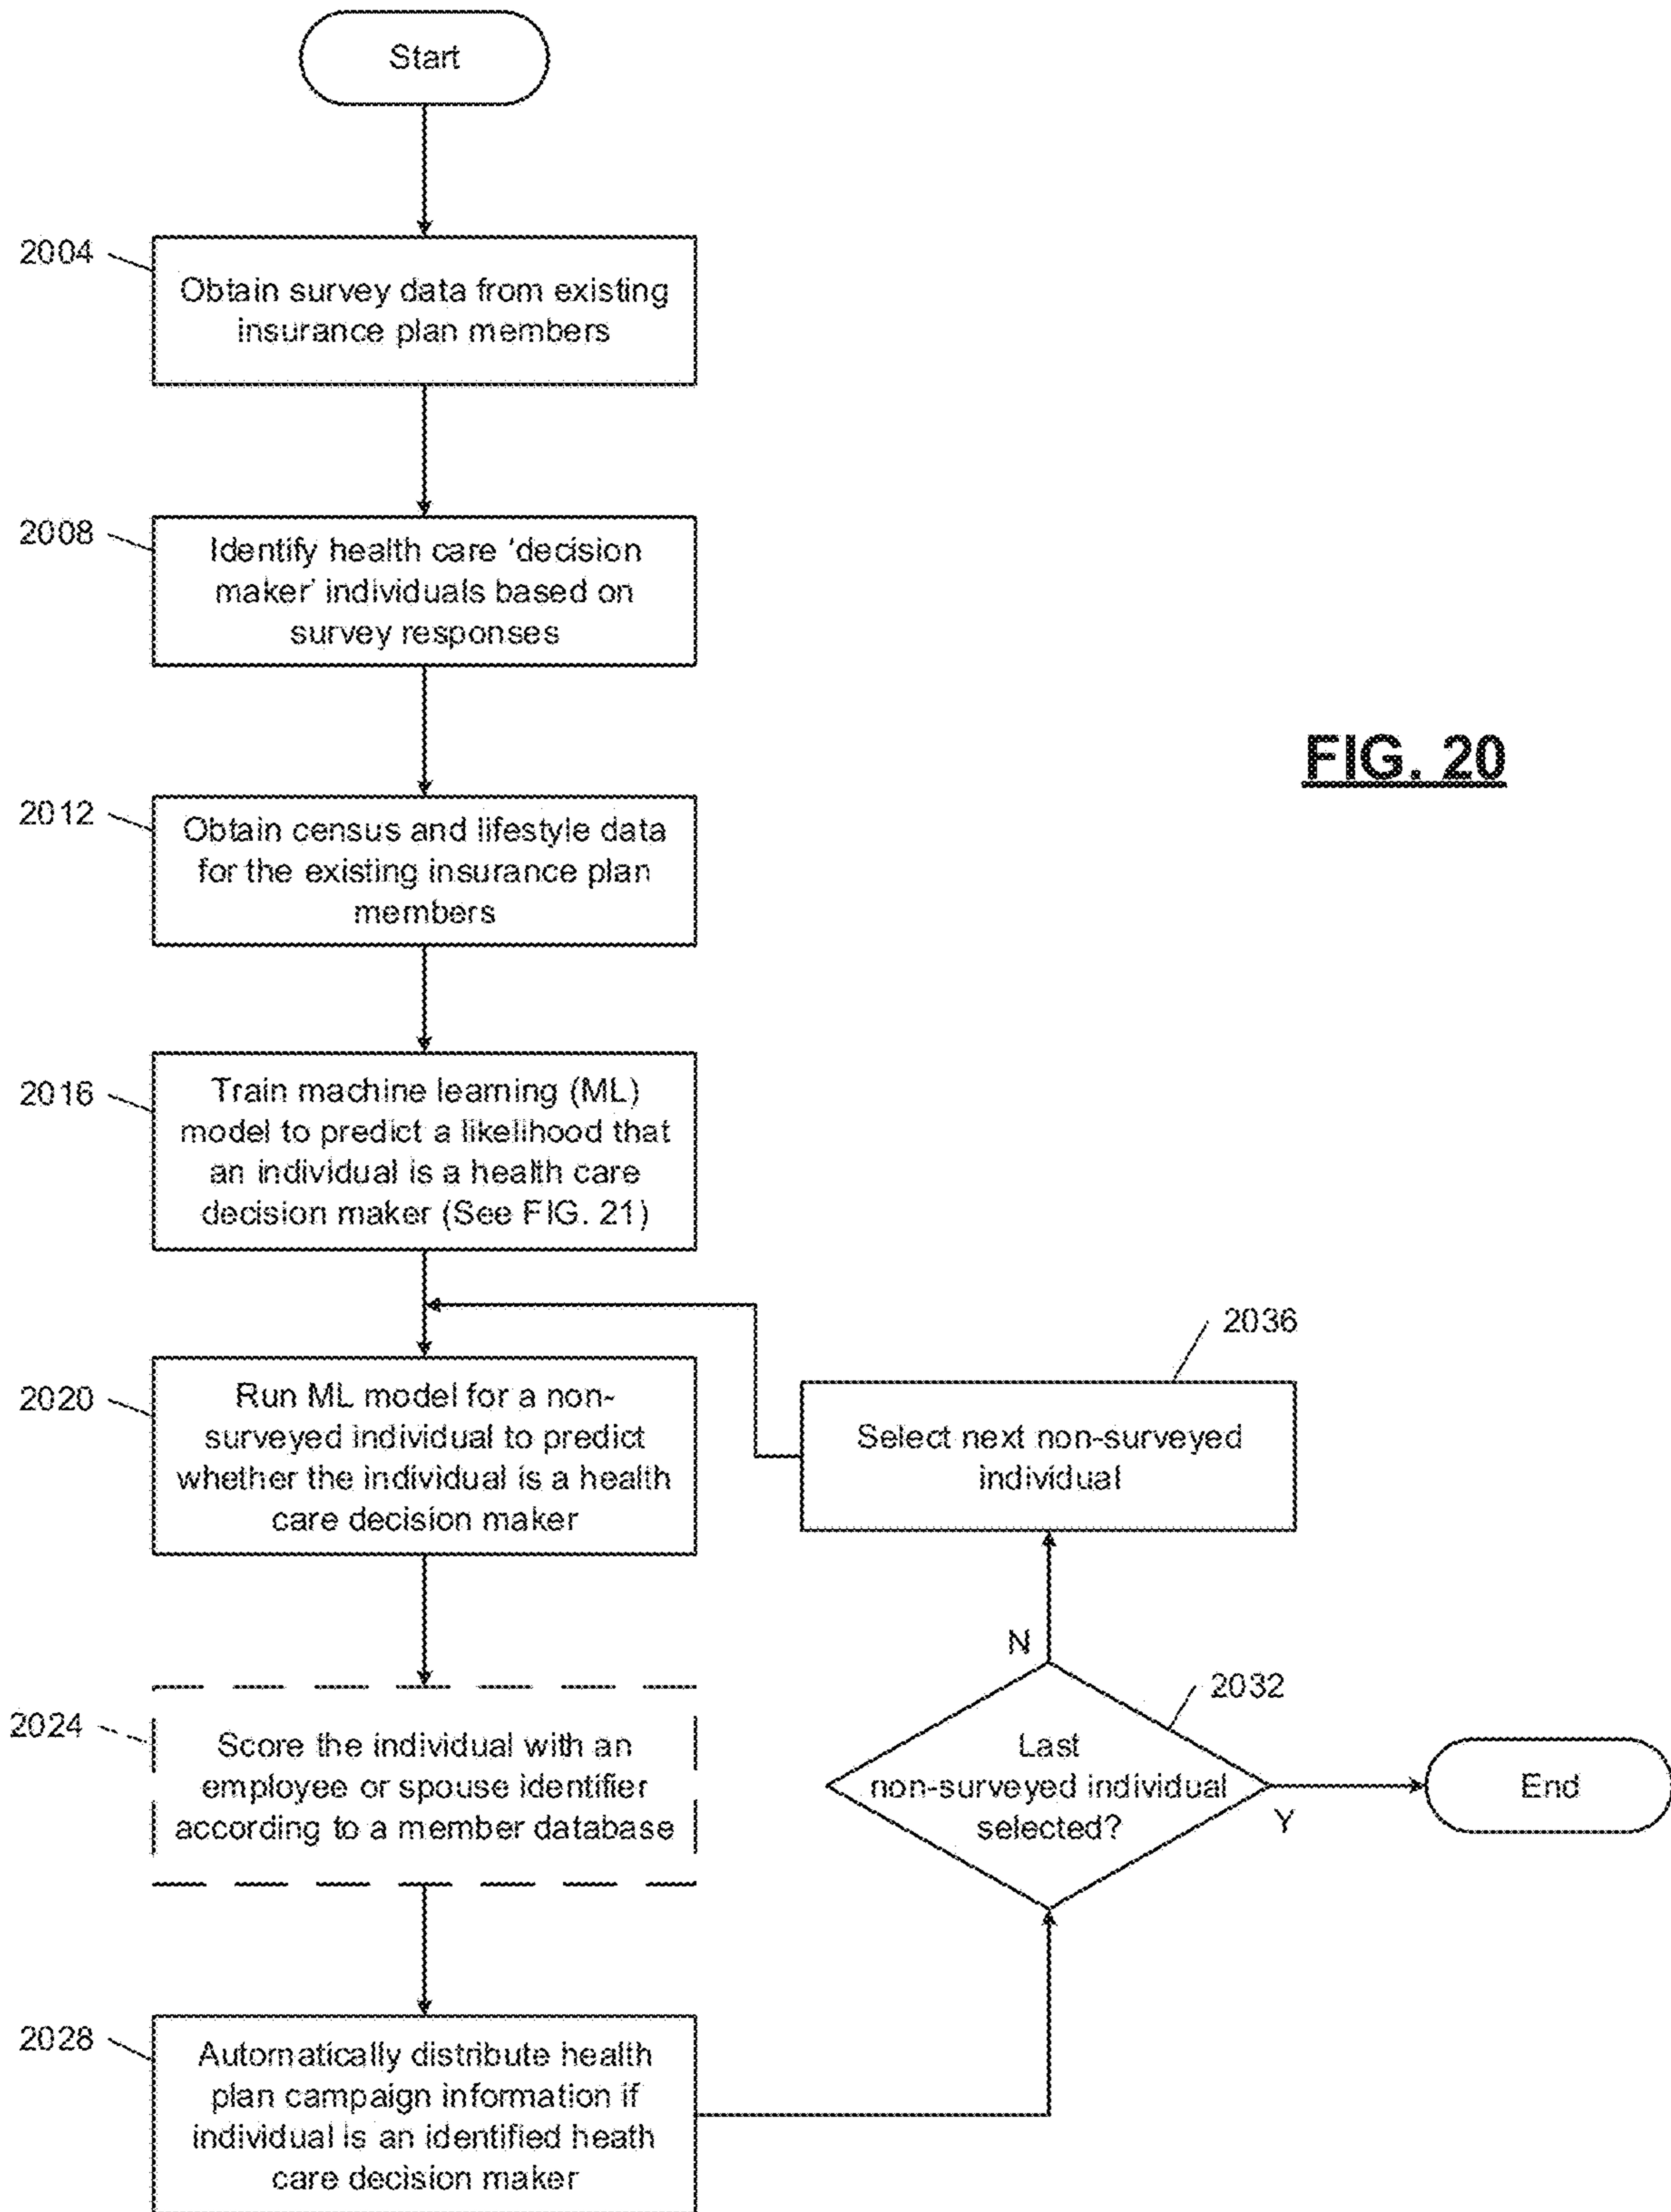 Start
2004
Obtain survey data from existing
insurance plan members
2008
Identify health care ‘decision
maker’ individuals based on
survey responses
FIG. 20
2012
Obtain census and lifestyle data
for the existing insurance plan
members
2016
Train machine learning (ML)
model to predict a likelihood that
an individual is a health care
decision maker (See FIG. 21)
2020
Run ML model for a non-
surveyed individual to predict
whether the individual is a health
care decision maker
2036
Select next non-surveyed
individual
N
2024
Score the individual with an
employee or spouse identifier
according to a member database
2032
Last
non-surveyed individual
selected?
Y
End
2028
Automatically distribute health
plan campaign information if
individual is an identified heath
care decision maker